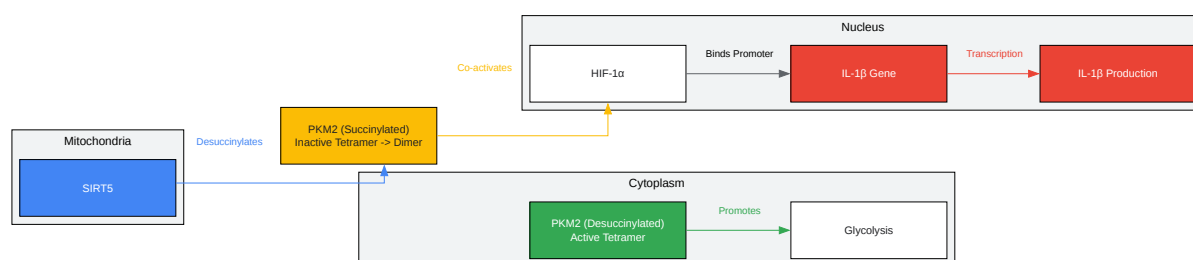 Nucleus
Co-activates
HIF-1α
Binds Promoter
IL-1β Gene
Transcription
IL-1β Production
Mitochondria
SIRT5
Desuccinylates
PKM2 (Succinylated)
Inactive Tetramer -> Dimer
Cytoplasm
PKM2 (Desuccinylated)
Active Tetramer
Promotes
Glycolysis